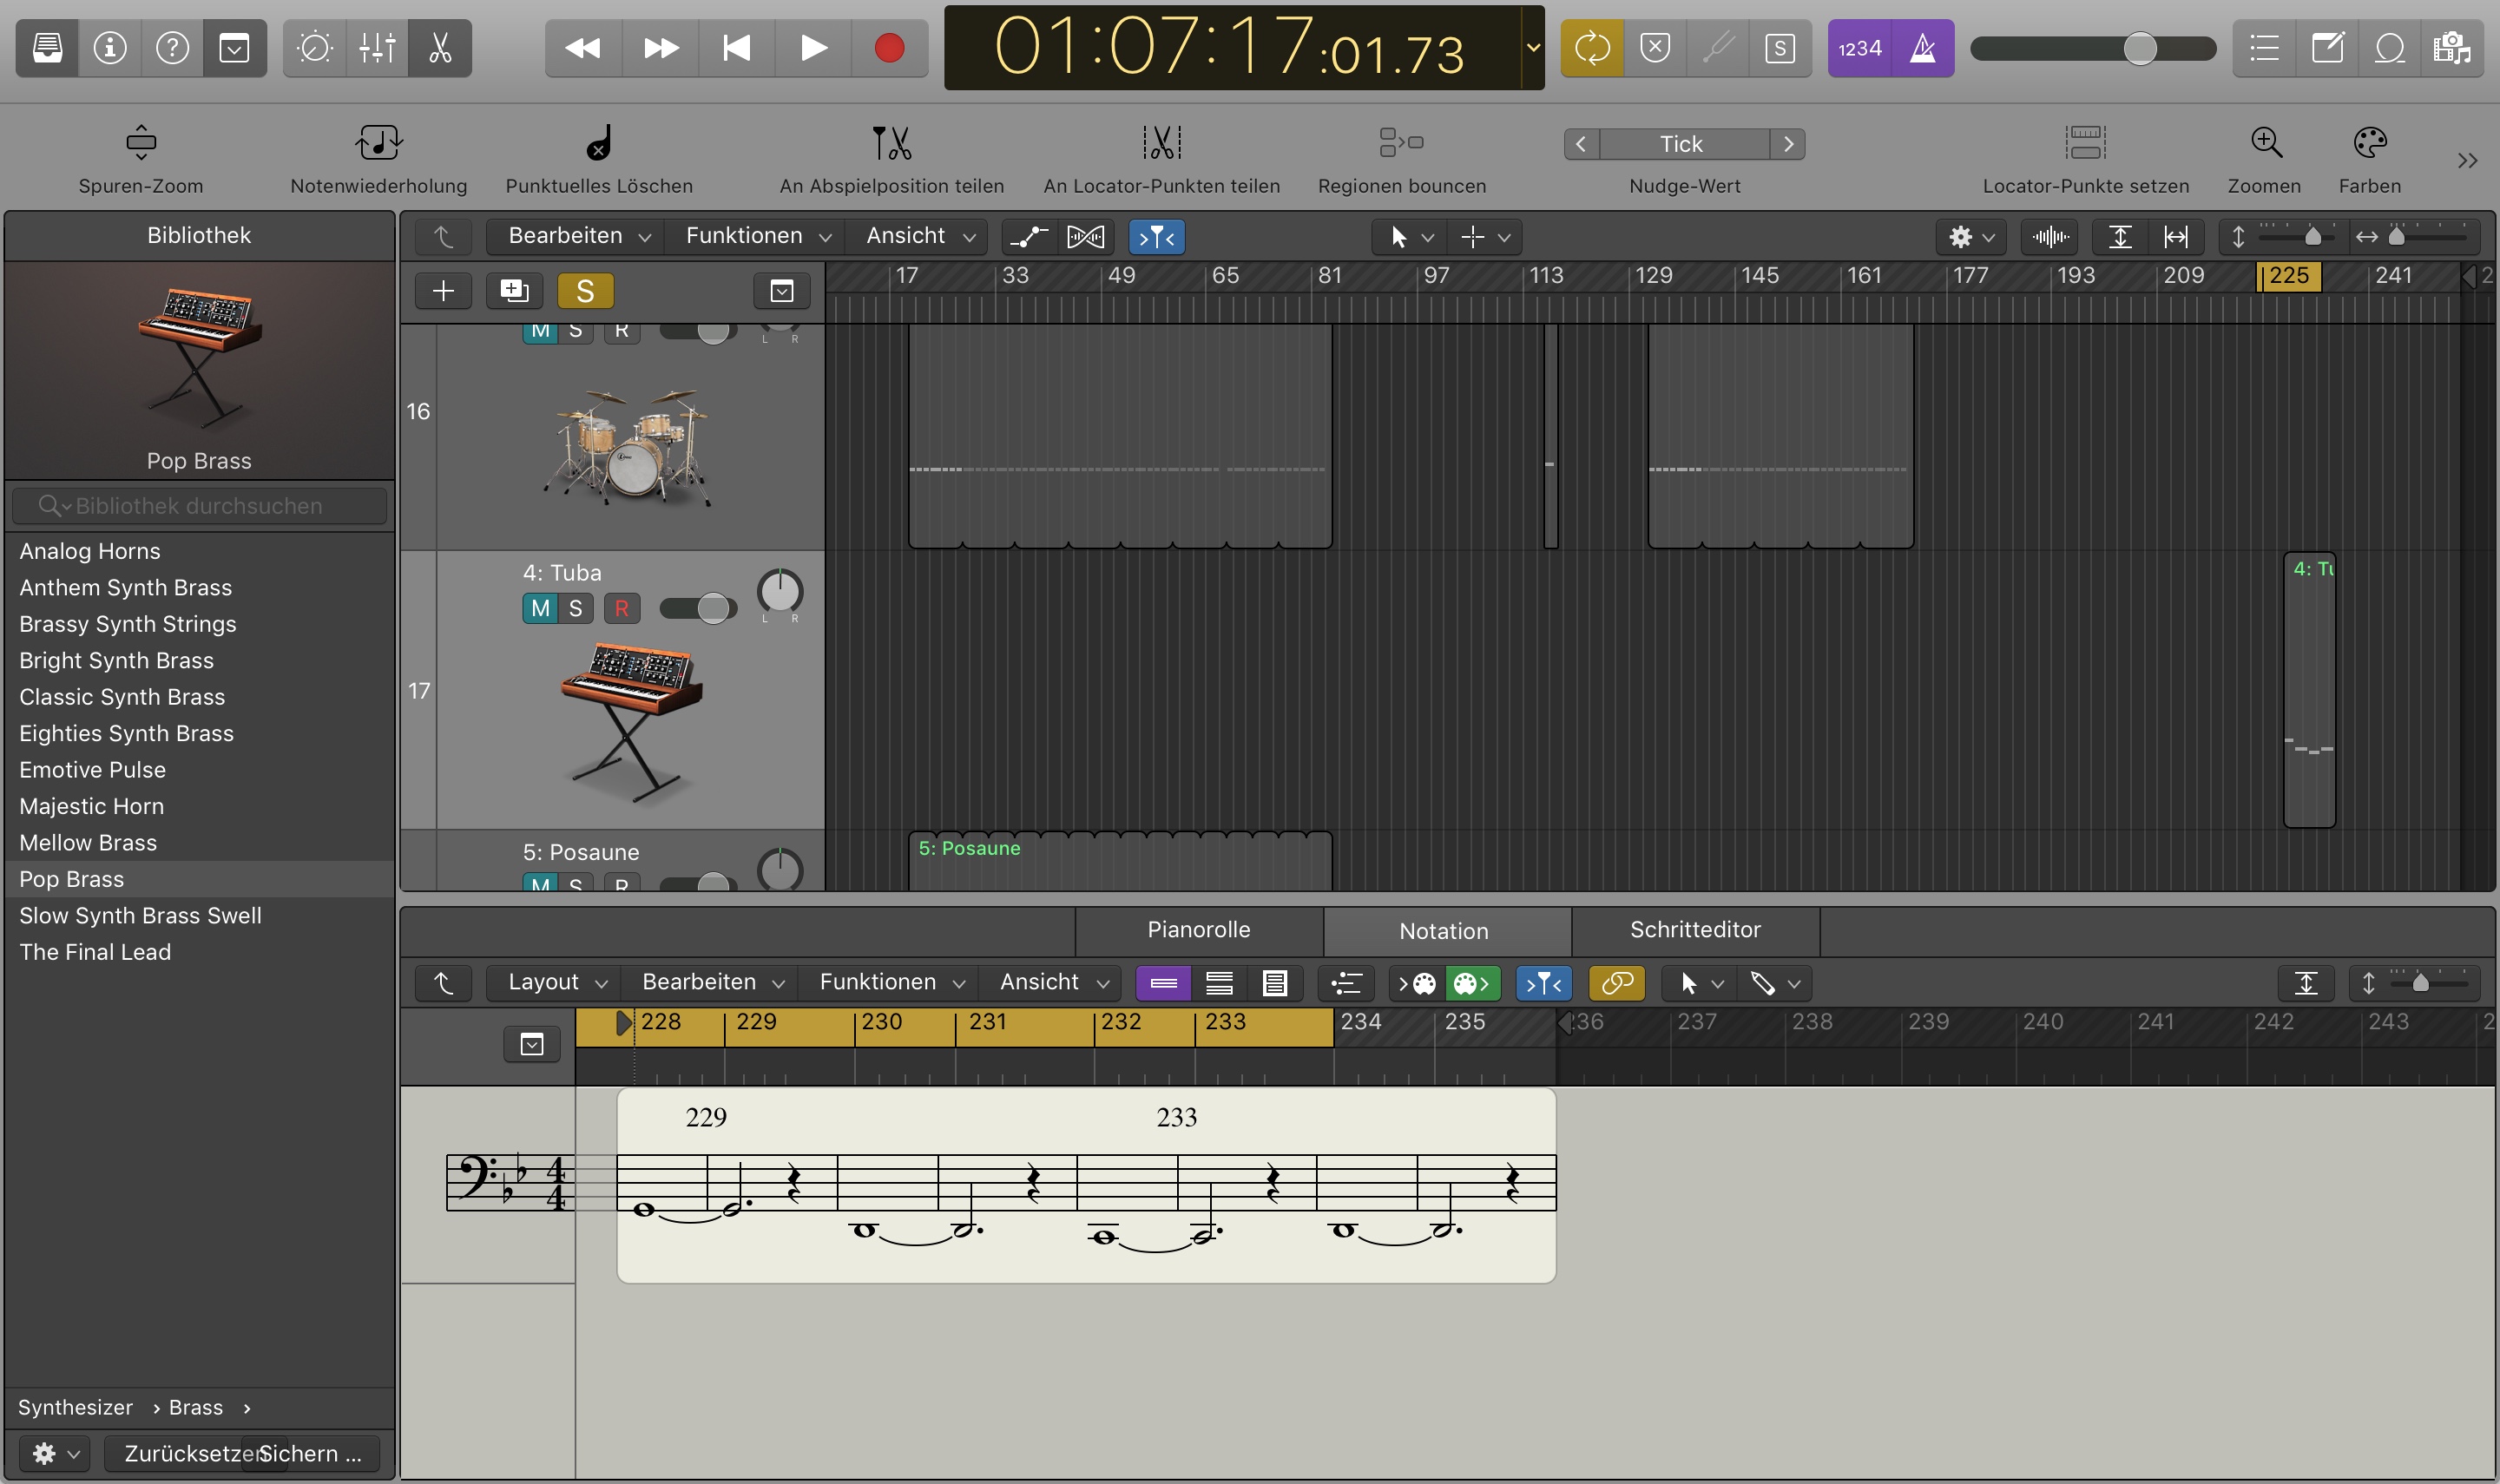 01:07:17:01.73
S
1234
Spuren-Zoom
Notenwiederholung
Punktuelles Löschen
An Abspielposition teilen
An Locator-Punkten teilen
Regionen bouncen
Tick
Nudge-Wert
Locator-Punkte setzen
Zoomen
Farben
Bibliothek
Pop Brass
Bibliothek durchsuchen
Analog Horns
Anthem Synth Brass
Brassy Synth Strings
Bright Synth Brass
Classic Synth Brass
Eighties Synth Brass
Emotive Pulse
Majestic Horn
Mellow Brass
Pop Brass
Slow Synth Brass Swell
The Final Lead
Synthesizer › Brass ›
Zurücksetzen
Sichern ...
Bearbeiten Funktionen Ansicht
S
17 33 49 65 81 97 113 129 145 161 177 193 209 225 241
M S R
L R
16
4: Tuba
M S R
L R
17
4: Tu
5: Posaune
M S R
5: Posaune
Pianorolle Notation Schritteditor
Layout Bearbeiten Funktionen Ansicht
228 229 230 231 232 233 234 235 236 237 238 239 240 241 242 243
229 233
4
4